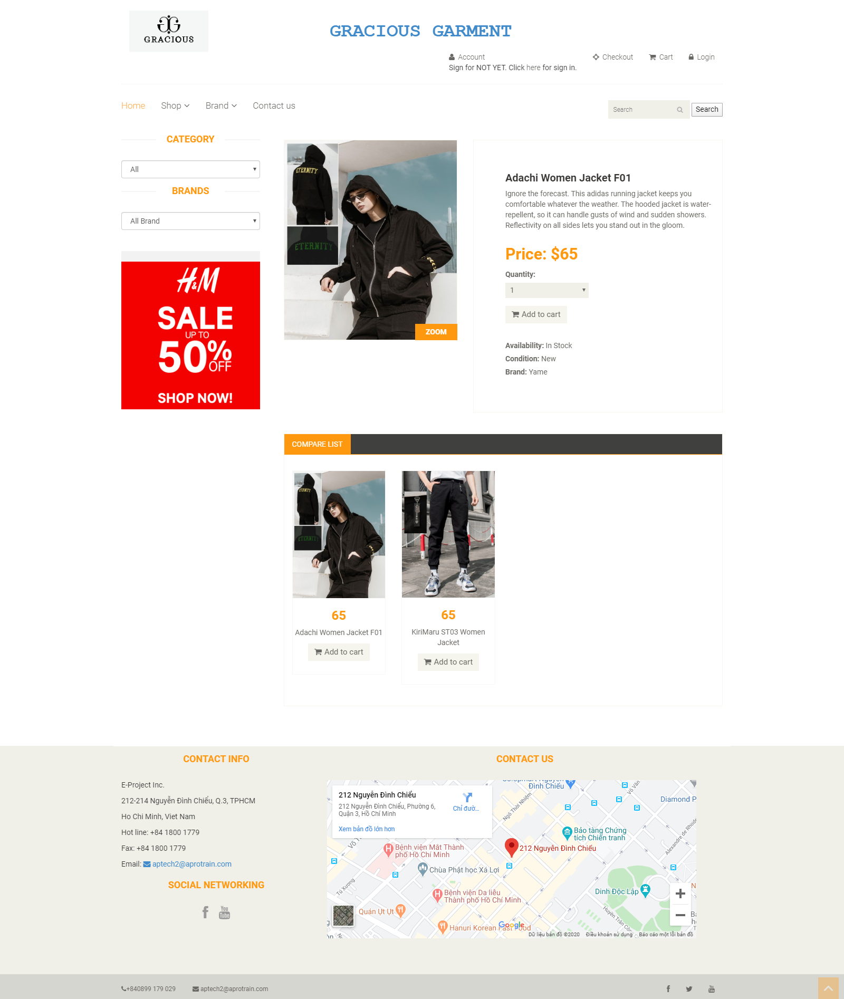 GRACIOUS
GRACIOUS GARMENT
Account
Sign for NOT YET. Click here for sign in.
Checkout
Cart
Login
Home
Shop
Brand
Contact us
Search
Search
CATEGORY
All
BRANDS
All Brand
H&M
SALE
UP TO
50%
OFF
SHOP NOW!
ETERNITY
ETERNITY
ZOOM
Adachi Women Jacket F01
Ignore the forecast. This adidas running jacket keeps you
comfortable whatever the weather. The hooded jacket is water-
repellent, so it can handle gusts of wind and sudden showers.
Reflectivity on all sides lets you stand out in the gloom.
Price: $65
Quantity:
1
Add to cart
Availability: In Stock
Condition: New
Brand: Yame
COMPARE LIST
ETERNITY
ETERNITY
65
Adachi Women Jacket F01
Add to cart
65
KiriMaru ST03 Women
Jacket
Add to cart
CONTACT INFO
E-Project Inc.
212-214 Nguyễn Đình Chiểu, Q.3, TPHCM
Ho Chi Minh, Viet Nam
Hot line: +84 1800 1779
Fax: +84 1800 1779
Email: aptech2@aprotrain.com
SOCIAL NETWORKING
You
Tube
CONTACT US
212 Nguyễn Đình Chiểu
212 Nguyễn Đình Chiểu, Phường 6,
Quận 3, Hồ Chí Minh
Xem bản đồ lớn hơn
Chỉ đườ...
Đình Chiểu
Ngô Thời Nhiệm
Võ Văn
Diamond P
Bảo tàng Chứng
tích Chiến tranh
Alexandre de Rhode
Bệnh viện Mắt Thành
phố Hồ Chí Minh
212 Nguyễn Đình Chiểu
Chùa Phật học Xá Lợi
Tú Xương
Bệnh viện Da liễu
Thành phố Hồ Chí Minh
Dinh Độc Lập
Quán Ụt Ụt
Hanuri Korean Fast Food
Huyền Trân Côn
Google
Dữ liệu bản đồ ©2020
Điều khoản sử dụng
Báo cáo một lỗi bản đồ
+840899 179 029
aptech2@aprotrain.com